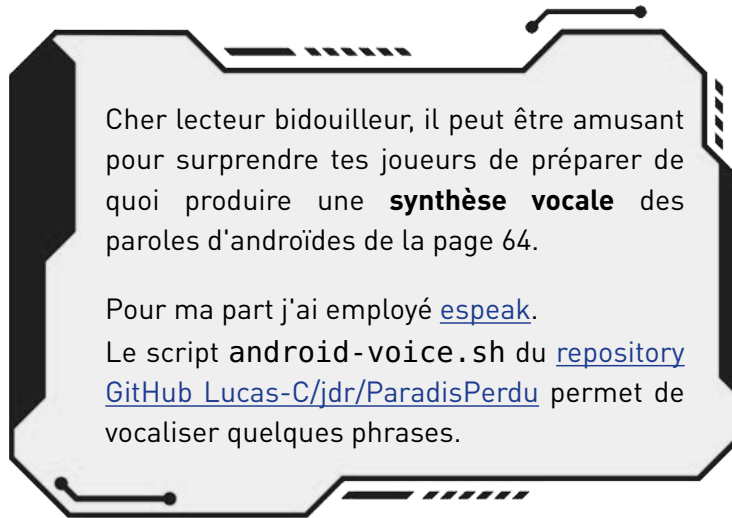 Cher lecteur bidouilleur, il peut être amusant
pour surprendre tes joueurs de préparer de
quoi produire une synthèse vocale des
paroles d'androïdes de la page 64.
Pour ma part j'ai employé espeak.
Le script android-voice.sh du repository
GitHub Lucas-C/jdr/ParadisPerdu permet de
vocaliser quelques phrases.